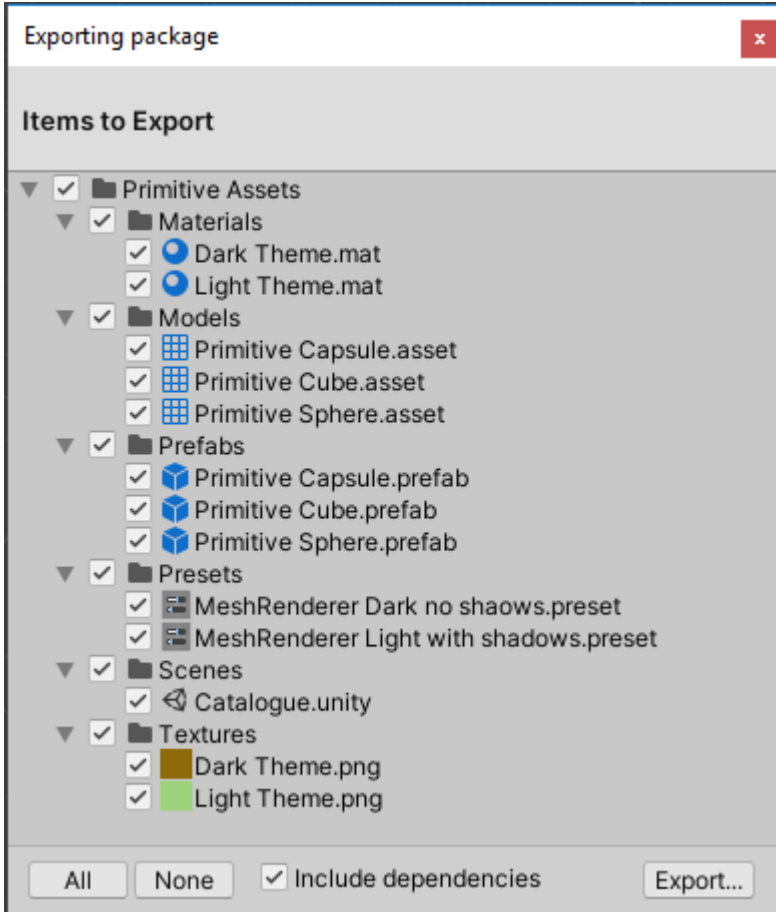 Exporting package
x
Items to Export
Primitive Assets
Materials
Dark Theme.mat
Light Theme.mat
Models
Primitive Capsule.asset
Primitive Cube.asset
Primitive Sphere.asset
Prefabs
Primitive Capsule.prefab
Primitive Cube.prefab
Primitive Sphere.prefab
Presets
MeshRenderer Dark no shaows.preset
MeshRenderer Light with shadows.preset
Scenes
Catalogue.unity
Textures
Dark Theme.png
Light Theme.png
All None Include dependencies Export...